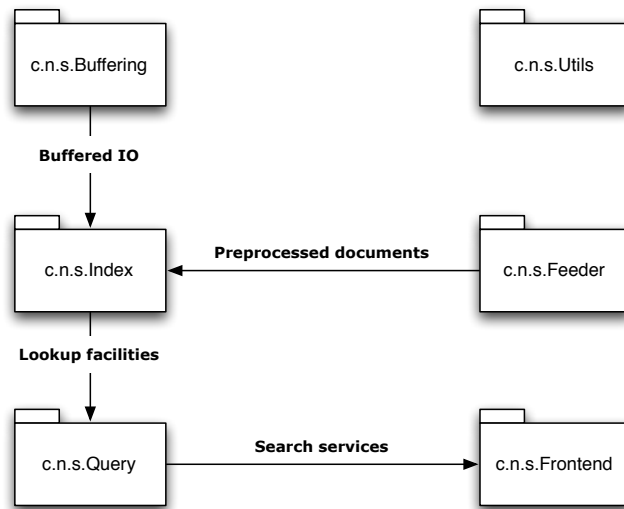 c.n.s.Buffering
c.n.s.Utils
Buffered IO
c.n.s.Index
Preprocessed documents
c.n.s.Feeder
Lookup facilities
c.n.s.Query
Search services
c.n.s.Frontend